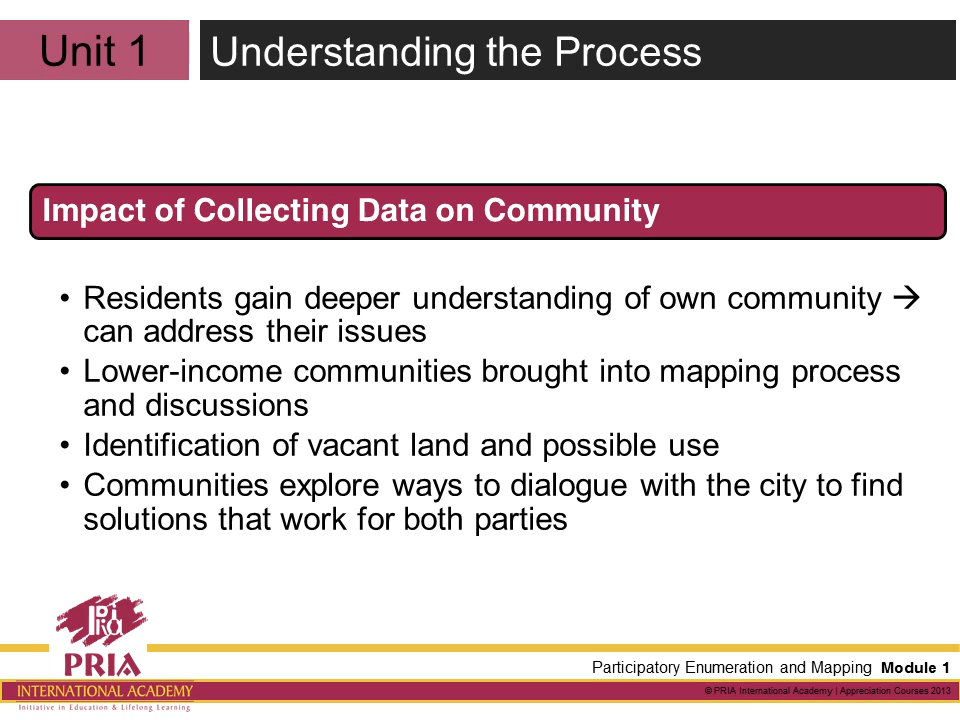 Unit 1
Understanding the Process
Impact of Collecting Data on Community
• Residents gain deeper understanding of own community →
can address their issues
• Lower-income communities brought into mapping process
and discussions
• Identification of vacant land and possible use
• Communities explore ways to dialogue with the city to find
solutions that work for both parties
PRIA
PRIA
INTERNATIONAL ACADEMY
Initiative in Education & Lifelong Learning
Participatory Enumeration and Mapping Module 1
© PRIA International Academy | Appreciation Courses 2013